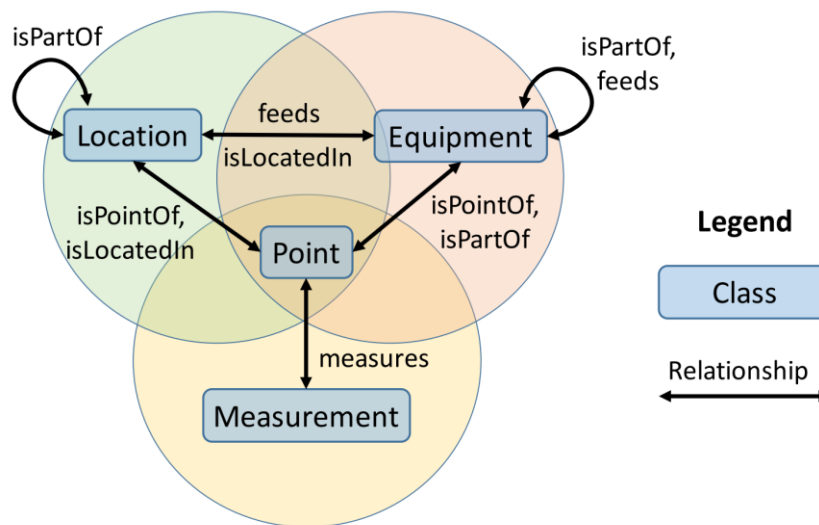 isPartOf
isPartOf,
feeds
feeds
Location
Equipment
isLocatedIn
isPointOf,
isLocatedIn
isPointOf,
isPartOf
Point
measures
Measurement
Legend
Class
Relationship